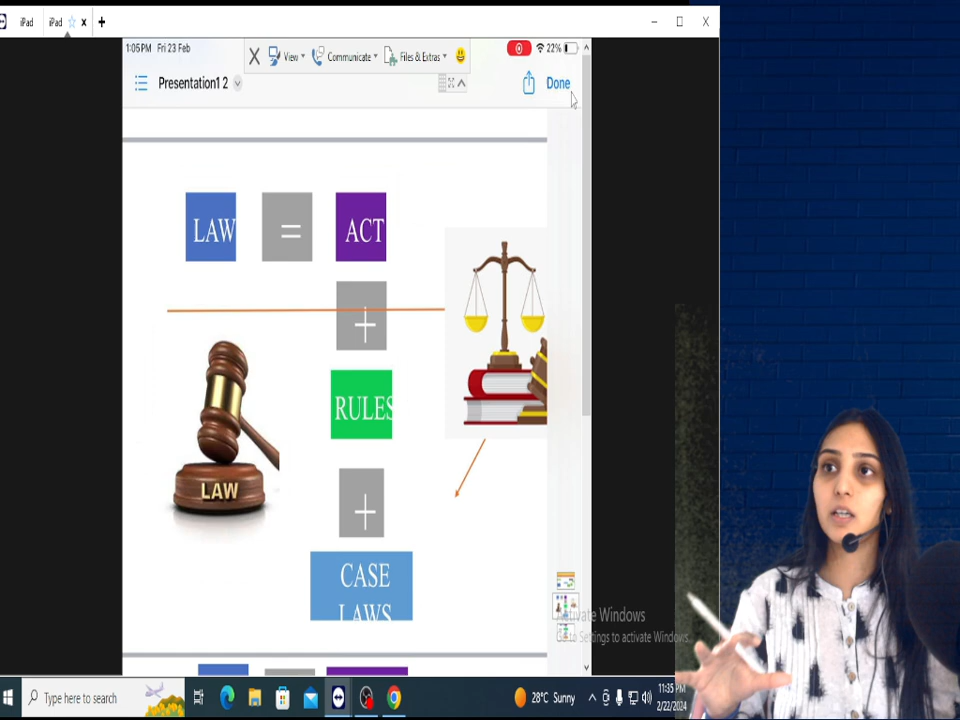 iPad
iPad
1:05PM Fri 23 Feb
View
Communicate
Files & Extras
22%
Presentation1 2
Done
LAW = ACT
+
RULES
+
CASE
LAWS
LAW
Activate Windows
Go to Settings to activate Windows.
Type here to search
28°C Sunny
11:35 PM
2/22/2024